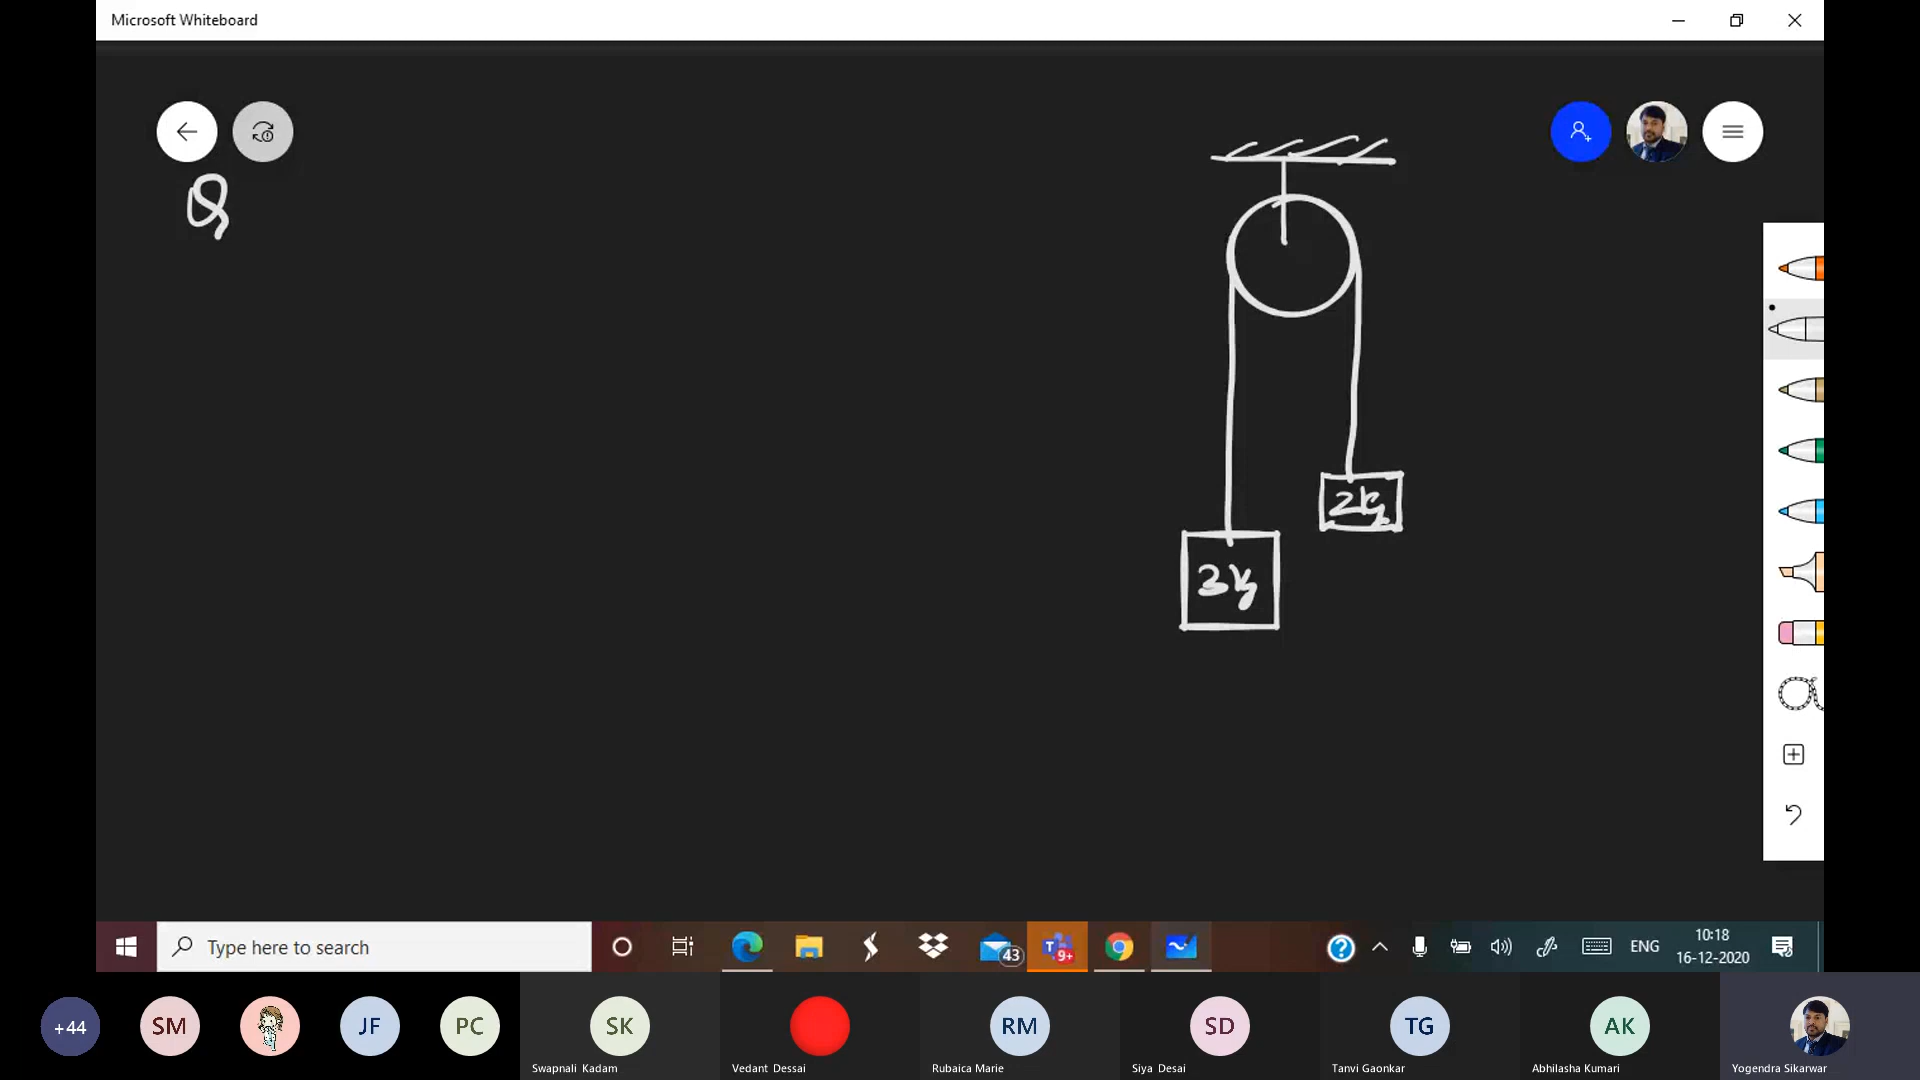 Microsoft Whiteboard
Q
2kg
3kg
Type here to search
43
9+
ENG
10:18
16-12-2020
+44
SM
JF
PC
SK
RM
SD
TG
AK
Swapnali Kadam
Vedant Dessai
Rubaica Marie
Siya Desai
Tanvi Gaonkar
Abhilasha Kumari
Yogendra Sikarwar